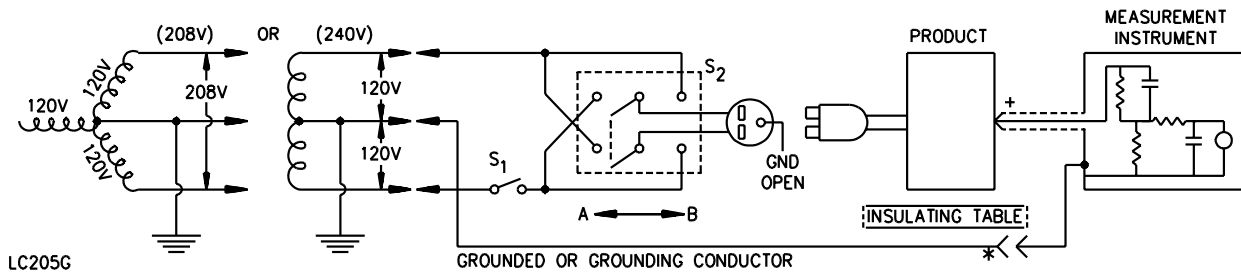 (208V)
OR
(240V)
120V
120V
120V
208V
120V
120V
S1
S2
A
B
GND
OPEN
PRODUCT
MEASUREMENT
INSTRUMENT
+
INSULATING TABLE
*
GROUNDED OR GROUNDING CONDUCTOR
LC205G